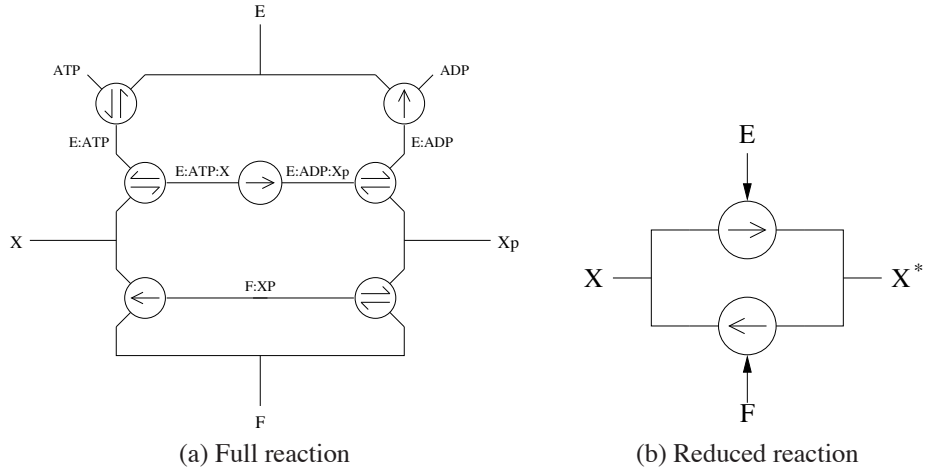 E
ATP
ADP
E:ATP
E:ADP
E:ATP:X
E:ADP:Xp
X
Xp
F:XP
F
(a) Full reaction
E
X
X*
F
(b) Reduced reaction